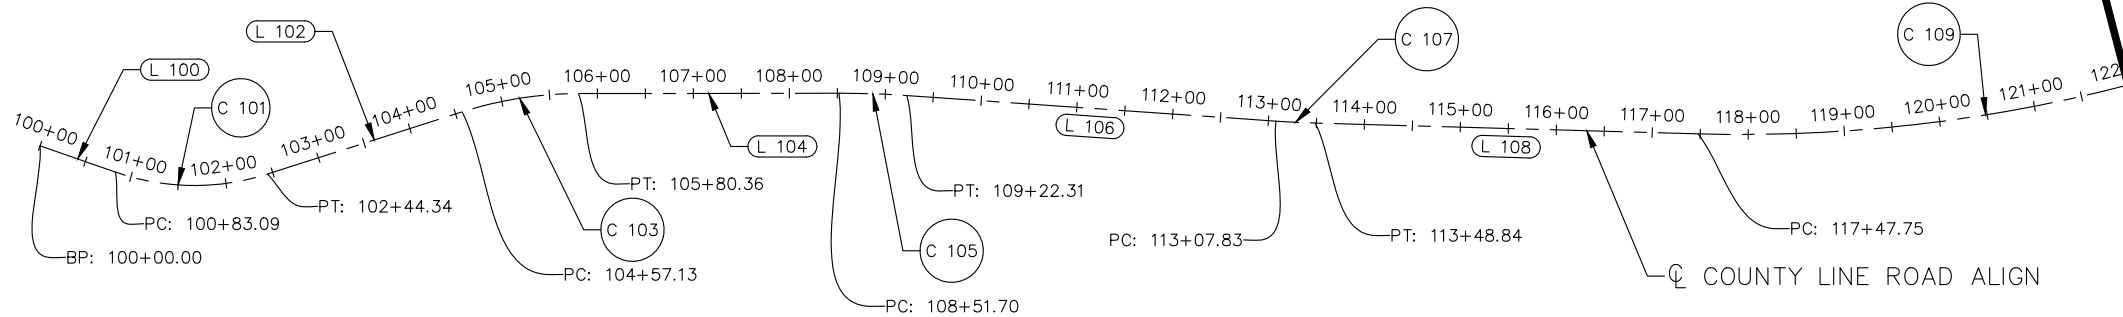 L 100
L 102
C 101
C 107
C 109
100+00
101+00
102+00
103+00
104+00
105+00
106+00
107+00
108+00
109+00
110+00
111+00
112+00
113+00
114+00
115+00
116+00
117+00
118+00
119+00
120+00
121+00
122
L 104
L 106
L 108
BP: 100+00.00
PC: 100+83.09
PT: 102+44.34
C 103
PC: 104+57.13
PT: 105+80.36
PC: 108+51.70
C 105
PT: 109+22.31
PC: 113+07.83
PT: 113+48.84
PC: 117+47.75
℄ COUNTY LINE ROAD ALIGN